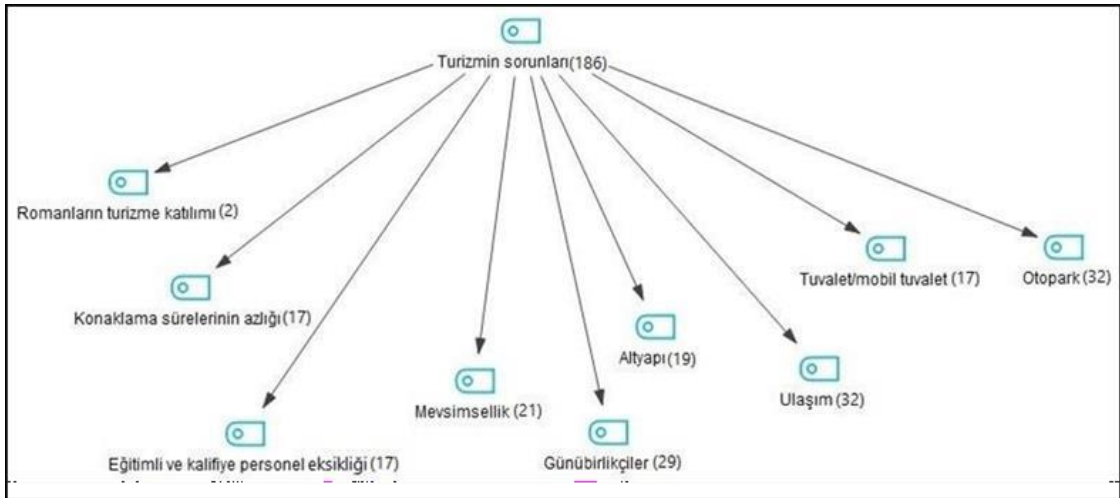 Turizmin sorunları(186)
Romanların turizme katılımı (2)
Tuvalet/mobil tuvalet (17)
Otopark (32)
Konaklama sürelerinin azlığı(17)
Altyapı(19)
Ulaşım (32)
Mevsimsellik (21)
Eğitimli ve kalifiye personel eksikliği(17)
Günübirlikçiler (29)